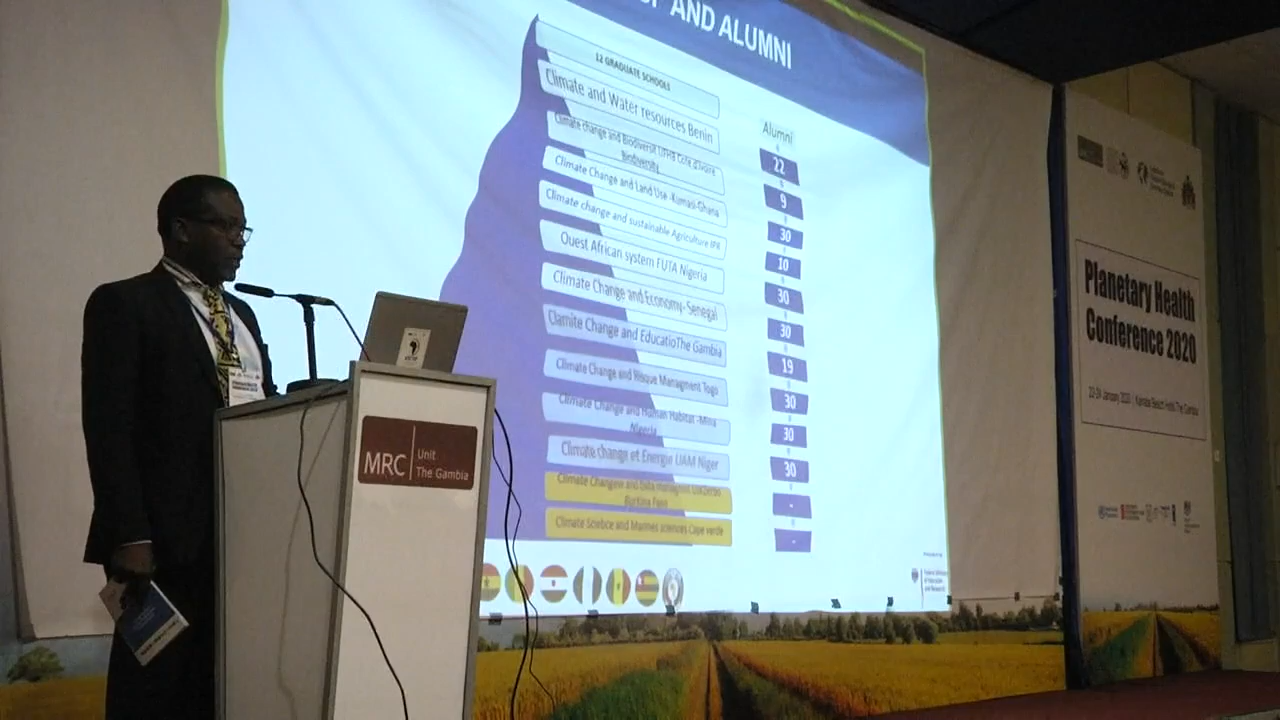 AND ALUMNI
12 GRADUATE SCHOOLS
Alumni
Climate and Water resources Benin
22
Climate change and Biodiversit UFHB Cote d'Ivoire
Biodiversity
9
Climate Change and Land Use -Kumasi-Ghana
30
Climate change and sustainable Agriculture IPR
10
Ouest African system FUTA Nigeria
30
Climate Change and Economy- Senegal
30
Clamite Change and EducatioThe Gambia
19
Climate Change and Risque Managment Togo
30
Climate Change and Human Habitat -Mina
Nigeria
30
Climate change et Energie UAM Niger
30
Burkina Faso
-
Climate Science and Marines sciences Cape verde
-
MRC
Unit
The Gambia
Planetary Health
Conference 2020